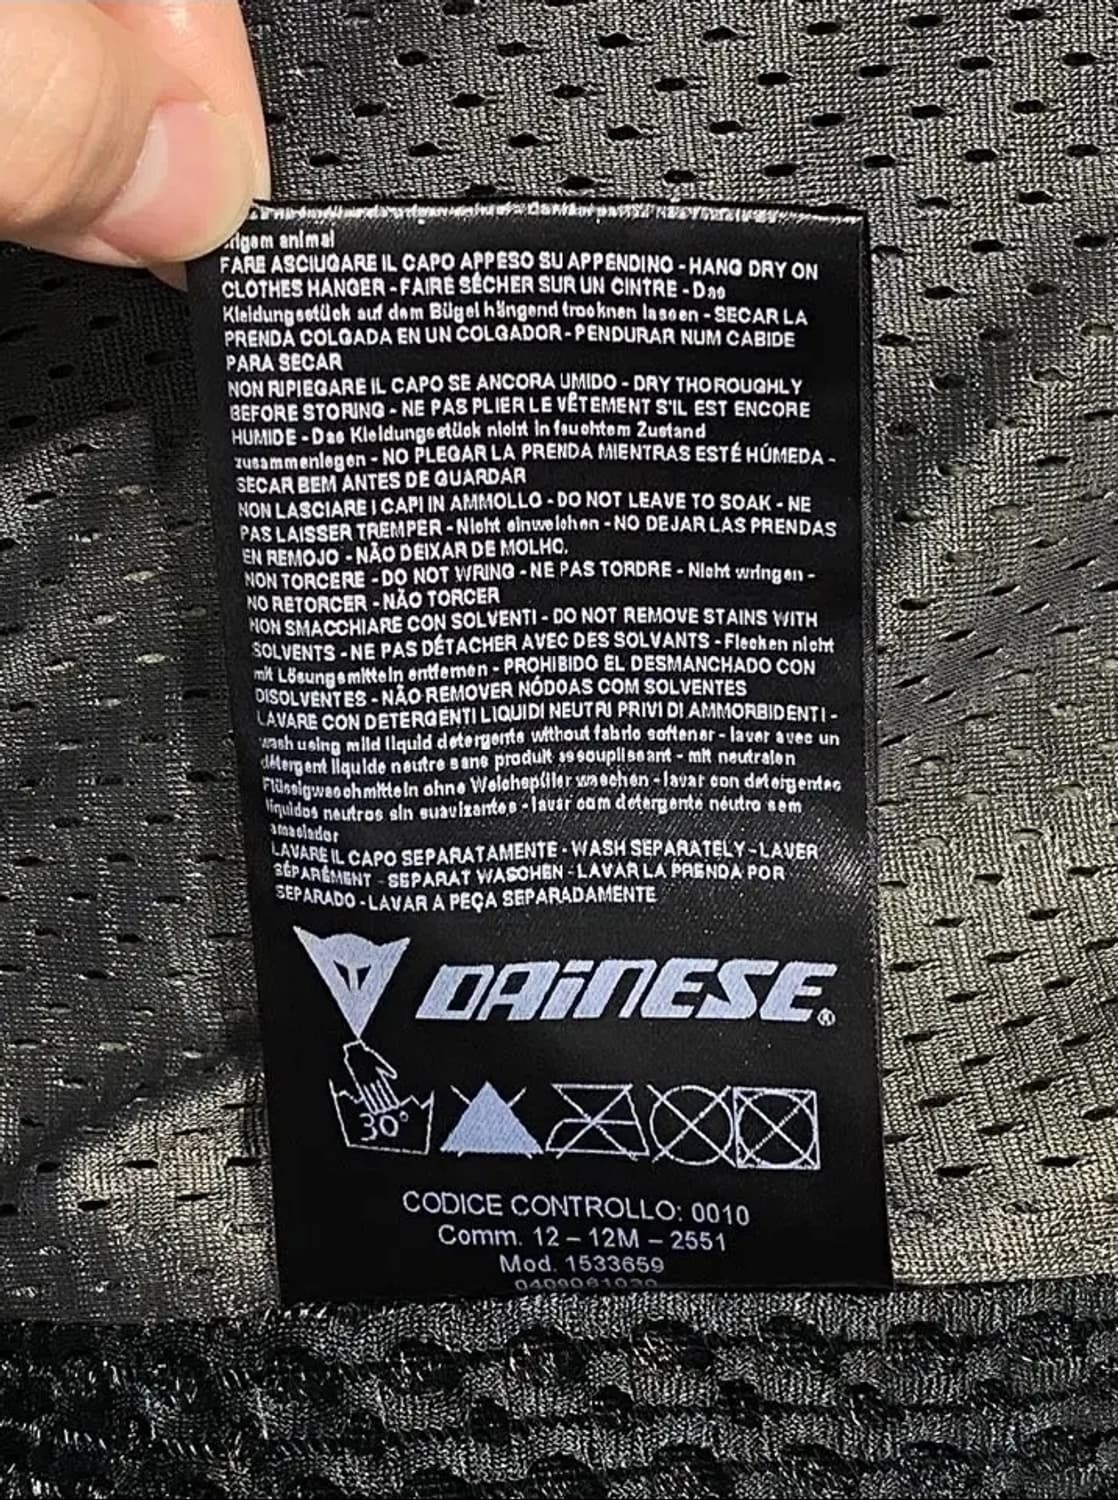 origem animal
FARE ASCIUGARE IL CAPO APPESO SU APPENDINO - HANG DRY ON
CLOTHES HANGER - FAIRE SÉCHER SUR UN CINTRE - Das
Kleidungsstück auf dem Bügel hängend trocknen lassen - SECAR LA
PRENDA COLGADA EN UN COLGADOR - PENDURAR NUM CABIDE
PARA SECAR
NON RIPIEGARE IL CAPO SE ANCORA UMIDO - DRY THOROUGHLY
BEFORE STORING - NE PAS PLIER LE VÊTEMENT S'IL EST ENCORE
HUMIDE - Das Kleidungsstück nicht in feuchtem Zustand
zusammenlegen - NO PLEGAR LA PRENDA MIENTRAS ESTÉ HÚMEDA -
SECAR BEM ANTES DE GUARDAR
NON LASCIARE I CAPI IN AMMOLLO - DO NOT LEAVE TO SOAK - NE
PAS LAISSER TREMPER - Nicht einweichen - NO DEJAR LAS PRENDAS
EN REMOJO - NÃO DEIXAR DE MOLHO.
NON TORCERE - DO NOT WRING - NE PAS TORDRE - Nicht wringen -
NO RETORCER - NÃO TORCER
NON SMACCHIARE CON SOLVENTI - DO NOT REMOVE STAINS WITH
SOLVENTS - NE PAS DÉTACHER AVEC DES SOLVANTS - Flecken nicht
mit Lösungsmitteln entfernen - PROHIBIDO EL DESMANCHADO CON
DISOLVENTES - NÃO REMOVER NÓDOAS COM SOLVENTES
LAVARE CON DETERGENTI LIQUIDI NEUTRI PRIVI DI AMMORBIDENTI -
wash using mild liquid detergents without fabric softener - laver avec un
détergent liquide neutre sans produit assouplissant - mit neutralen
Flüssigwaschmitteln ohne Weichspüler waschen - lavar con detergentes
líquidos neutros sin suavizantes - lavar com detergente neutro sem
amaciador
LAVARE IL CAPO SEPARATAMENTE - WASH SEPARATELY - LAVER
SÉPARÉMENT - SEPARAT WASCHEN - LAVAR LA PRENDA POR
SEPARADO - LAVAR A PEÇA SEPARADAMENTE
DAINESE®
30°
CODICE CONTROLLO: 0010
Comm. 12 – 12M – 2551
Mod. 1533659